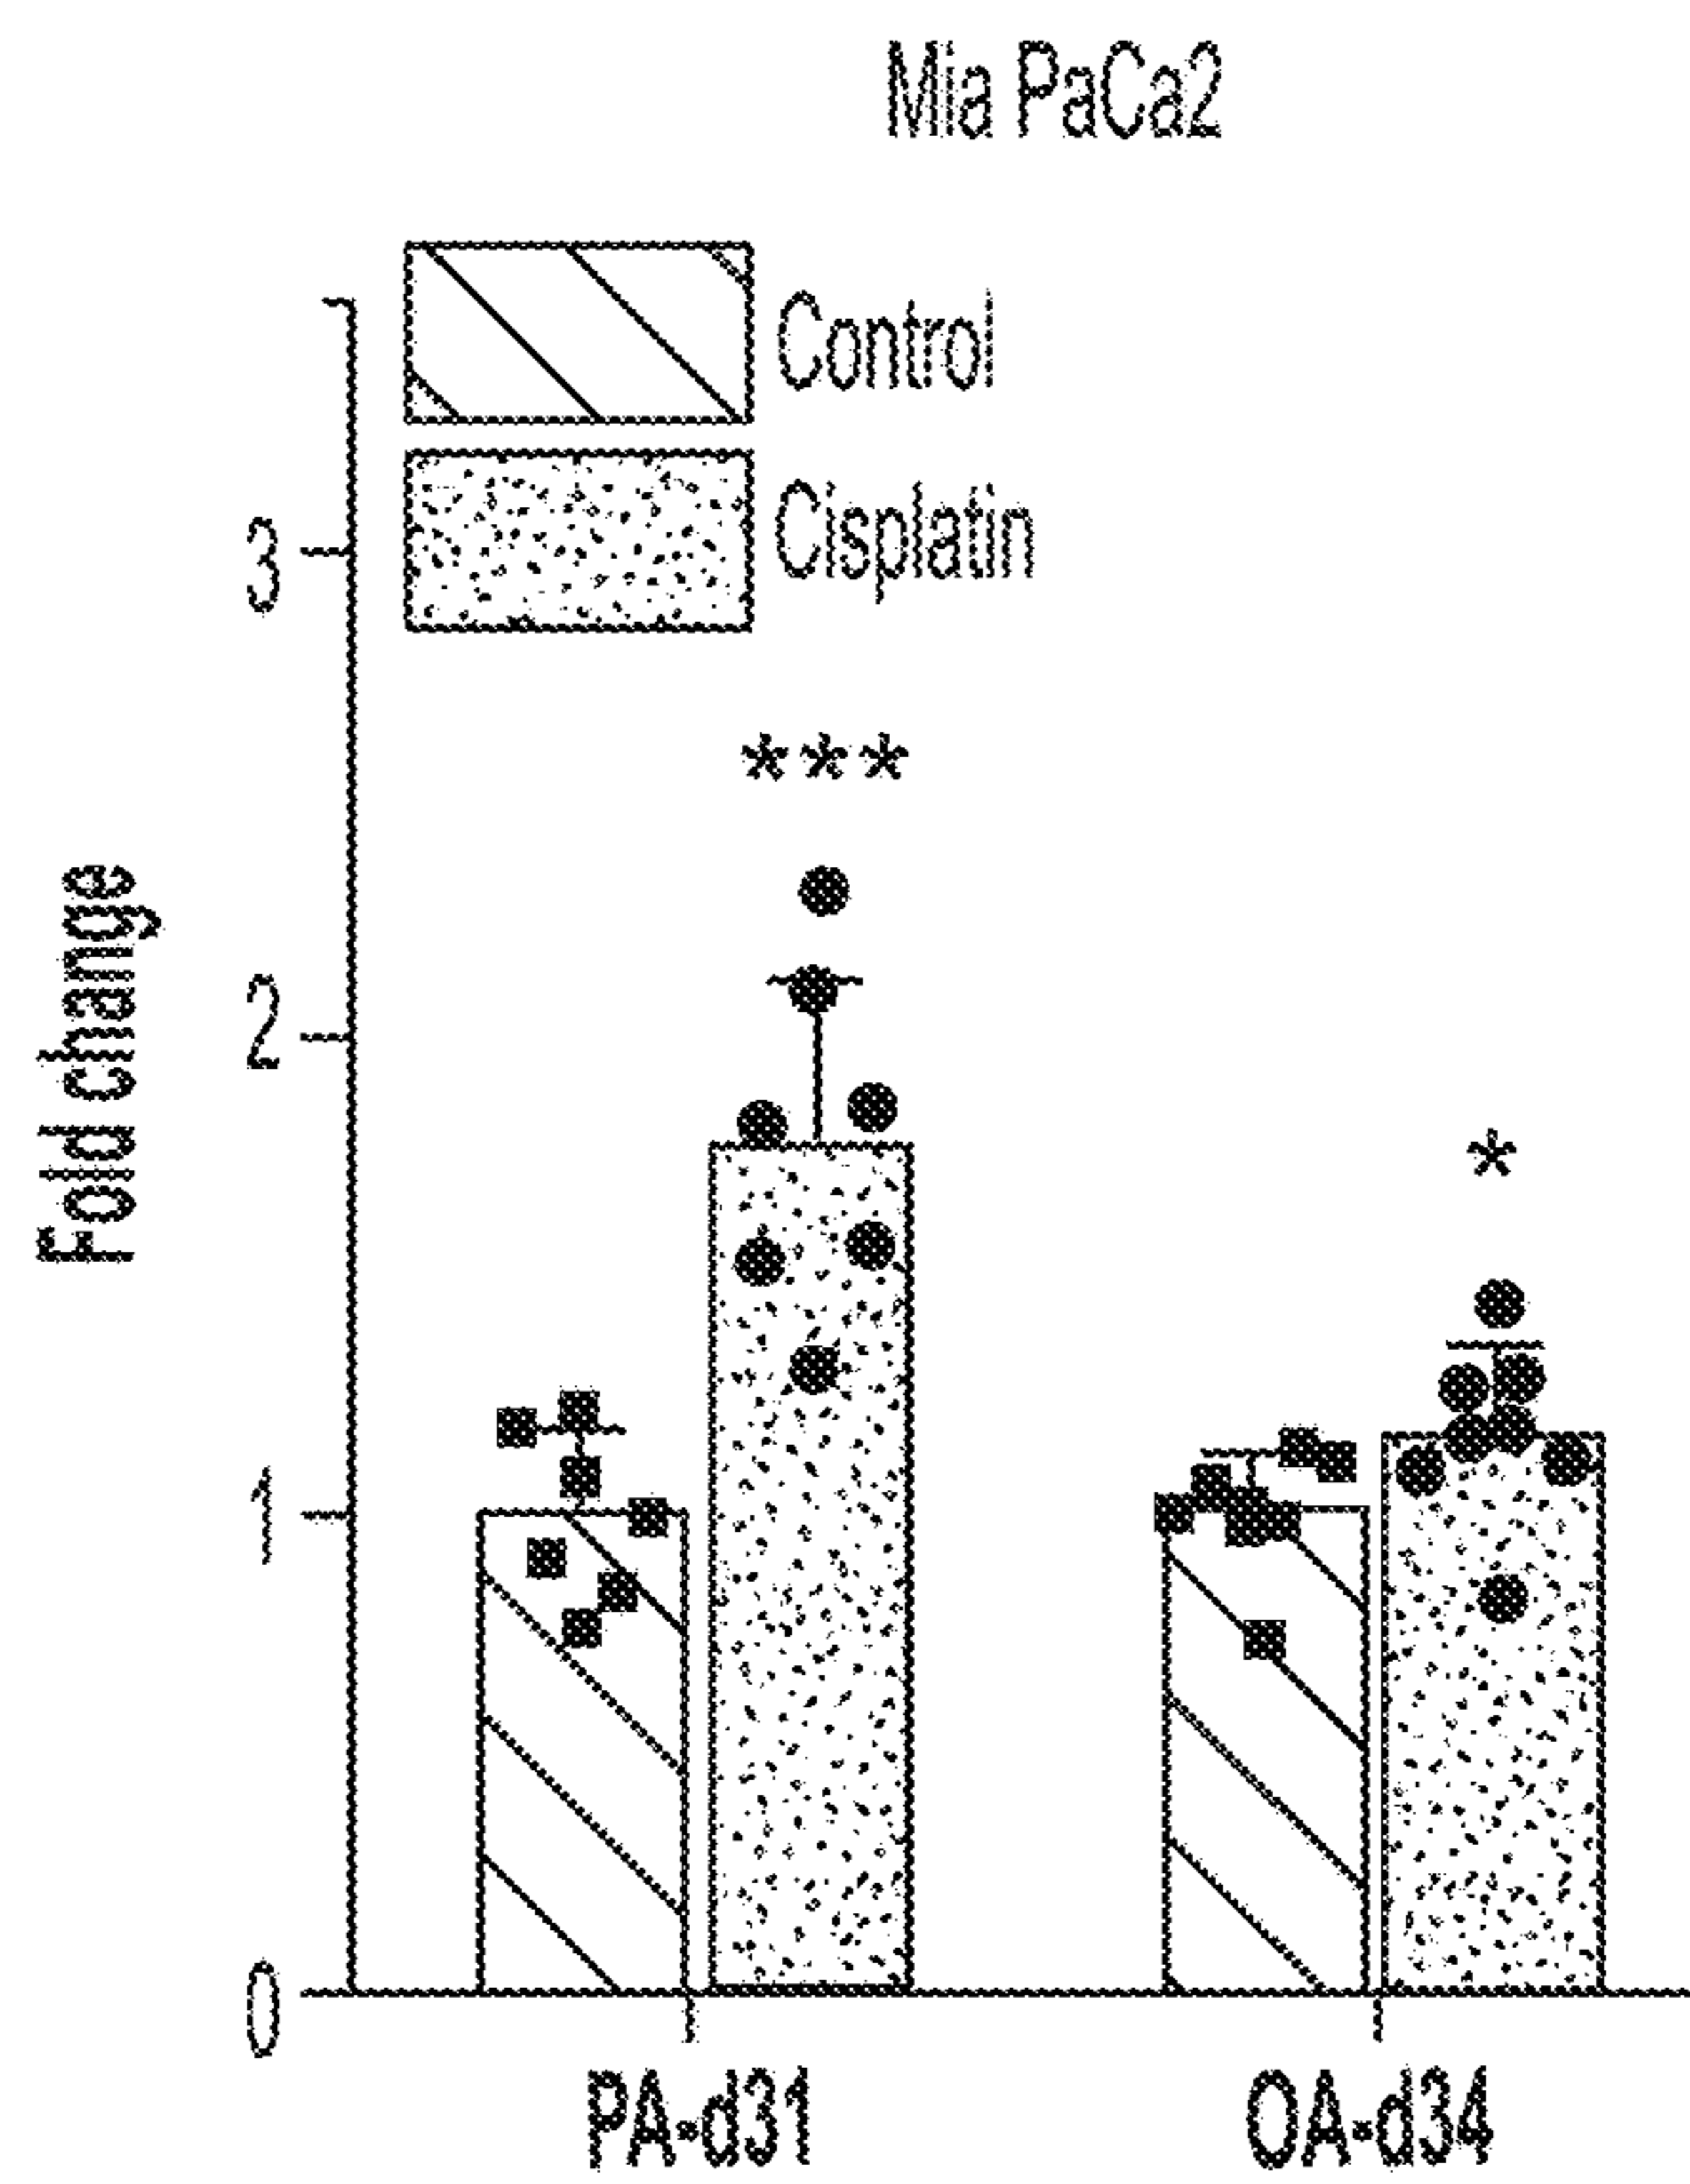 Mia PaCa2
Control
Cisplatin
Fold change
3
2
1
0
***
*
PA-d31
OA-d34